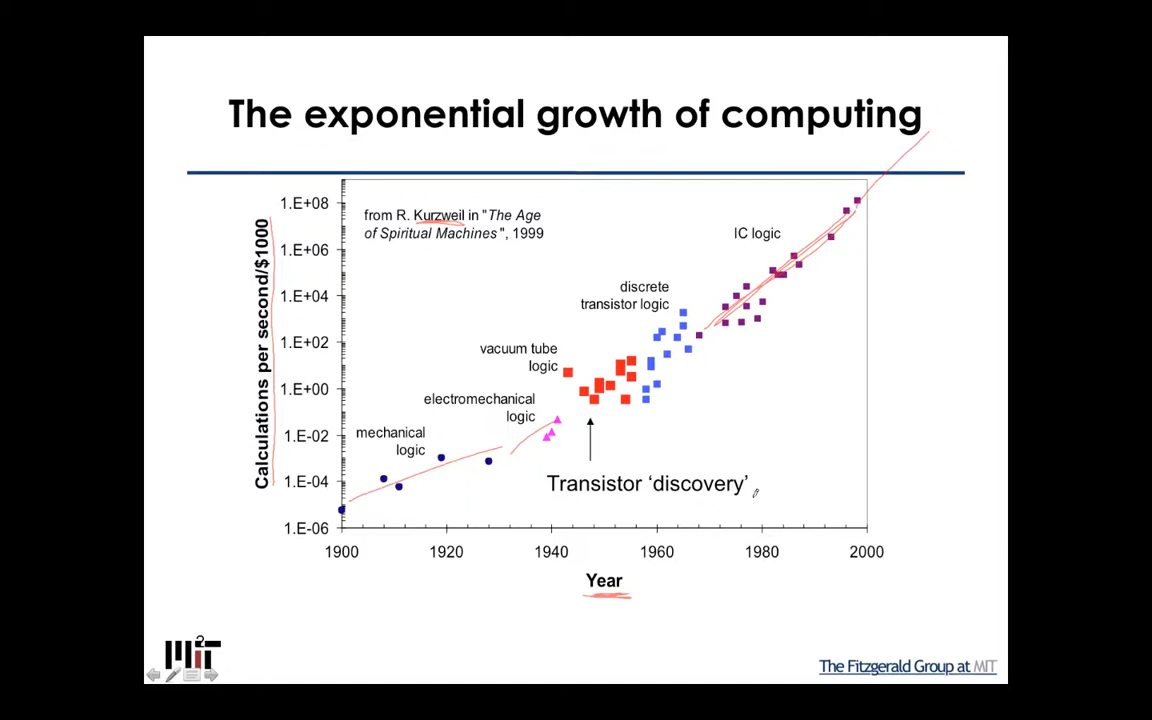 The exponential growth of computing
1.E+08
1.E+06
1.E+04
1.E+02
1.E+00
1.E-02
1.E-04
1.E-06
Calculations per second/$1000
from R. Kurzweil in "The Age
of Spiritual Machines", 1999
IC logic
discrete
transistor logic
vacuum tube
logic
electromechanical
logic
mechanical
logic
Transistor ‘discovery’
1900 1920 1940 1960 1980 2000
Year
MiT
2
The Fitzgerald Group at MIT